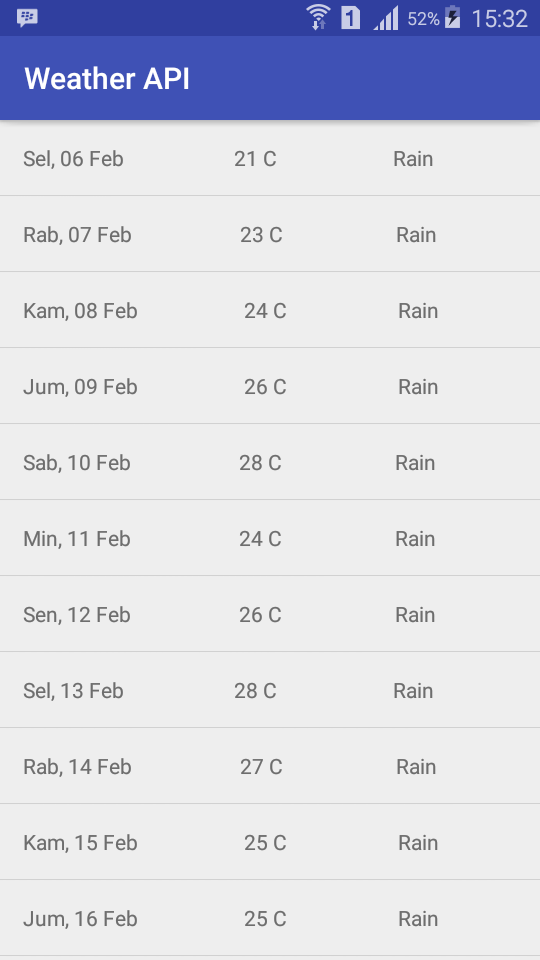 1 52% 15:32
Weather API
Sel, 06 Feb 21 C Rain
Rab, 07 Feb 23 C Rain
Kam, 08 Feb 24 C Rain
Jum, 09 Feb 26 C Rain
Sab, 10 Feb 28 C Rain
Min, 11 Feb 24 C Rain
Sen, 12 Feb 26 C Rain
Sel, 13 Feb 28 C Rain
Rab, 14 Feb 27 C Rain
Kam, 15 Feb 25 C Rain
Jum, 16 Feb 25 C Rain